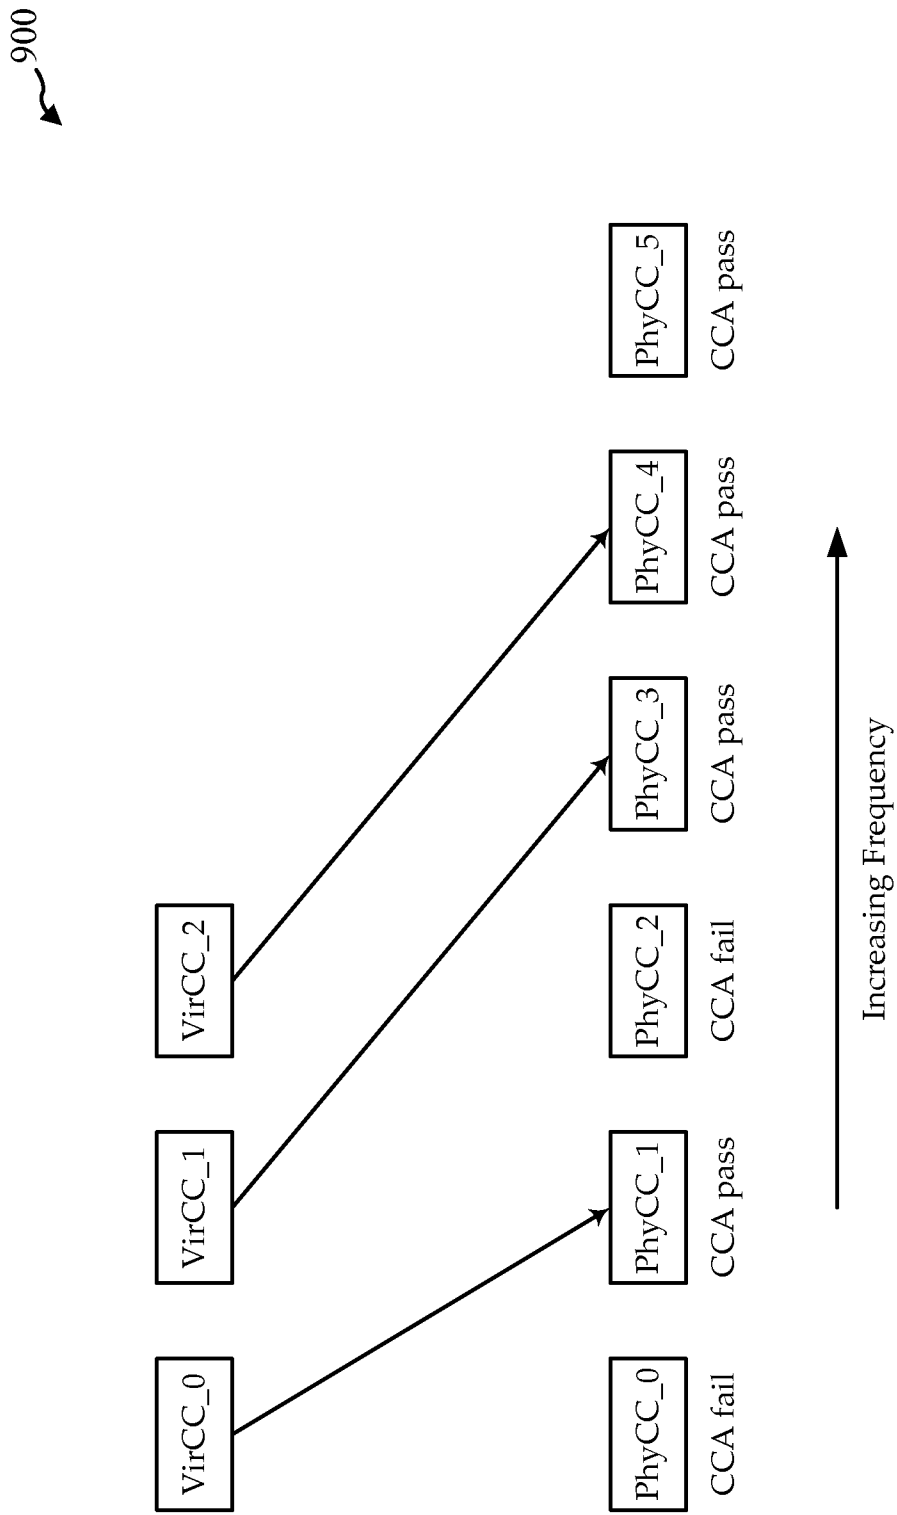 900
VirCC_0
VirCC_1
VirCC_2
PhyCC_0
PhyCC_1
PhyCC_2
PhyCC_3
PhyCC_4
PhyCC_5
CCA fail
CCA pass
CCA fail
CCA pass
CCA pass
CCA pass
Increasing Frequency